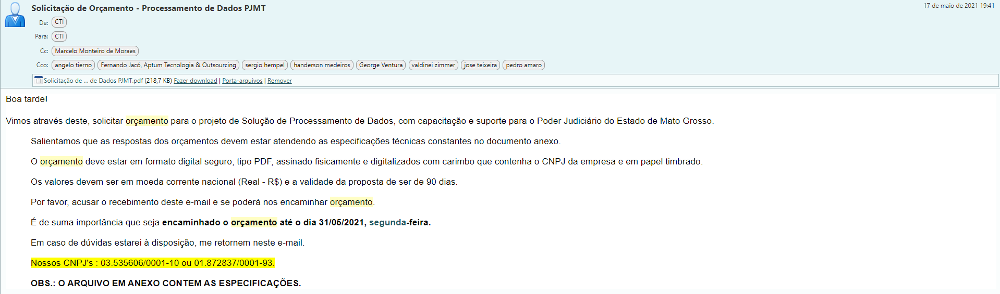 Solicitação de Orçamento - Processamento de Dados PJMT
17 de maio de 2021 19:41
De: CTI
Para: CTI
Cc: Marcelo Monteiro de Moraes
Cco: angelo tierno Fernando Jacó, Aptum Tecnologia & Outsourcing sergio hempel handerson medeiros George Ventura valdinei zimmer jose teixeira pedro amaro
Solicitação de ... de Dados PJMT.pdf (218,7 KB) Fazer download | Porta-arquivos | Remover
Boa tarde!
Vimos através deste, solicitar orçamento para o projeto de Solução de Processamento de Dados, com capacitação e suporte para o Poder Judiciário do Estado de Mato Grosso.
Salientamos que as respostas dos orçamentos devem estar atendendo as especificações técnicas constantes no documento anexo.
O orçamento deve estar em formato digital seguro, tipo PDF, assinado fisicamente e digitalizados com carimbo que contenha o CNPJ da empresa e em papel timbrado.
Os valores devem ser em moeda corrente nacional (Real - R$) e a validade da proposta de ser de 90 dias.
Por favor, acusar o recebimento deste e-mail e se poderá nos encaminhar orçamento.
É de suma importância que seja encaminhado o orçamento até o dia 31/05/2021, segunda-feira.
Em caso de dúvidas estarei à disposição, me retornem neste e-mail.
Nossos CNPJ's : 03.535606/0001-10 ou 01.872837/0001-93.
OBS.: O ARQUIVO EM ANEXO CONTEM AS ESPECIFICAÇÕES.